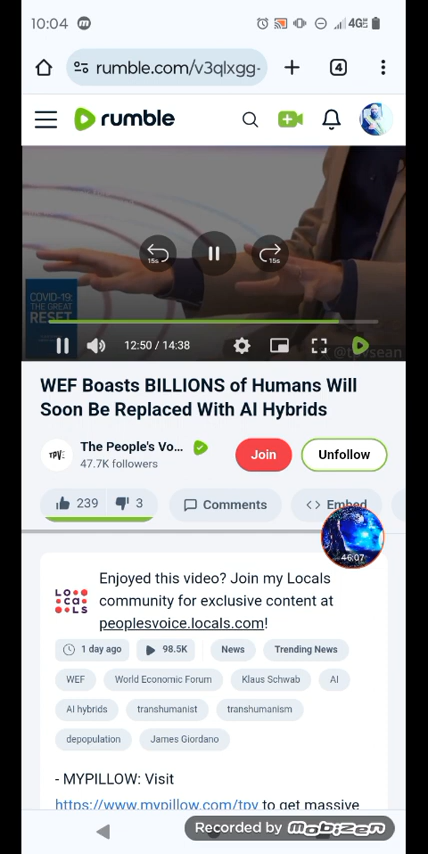 10:04
4G
rumble.com/v3qlxgg-
4
rumble
15s
15s
COVID-19:
THE GREAT
RESET
12:50 / 14:38
@tpvsean
WEF Boasts BILLIONS of Humans Will
Soon Be Replaced With AI Hybrids
TPV
The People's Vo...
47.7K followers
Join
Unfollow
239
3
Comments
<> Embed
46:07
LOcaLS
Enjoyed this video? Join my Locals
community for exclusive content at
peoplesvoice.locals.com!
1 day ago
98.5K
News
Trending News
WEF
World Economic Forum
Klaus Schwab
AI
AI hybrids
transhumanist
transhumanism
depopulation
James Giordano
- MYPILLOW: Visit
https://www.mypillow.com/tpv to get massive
Recorded by Mobizen